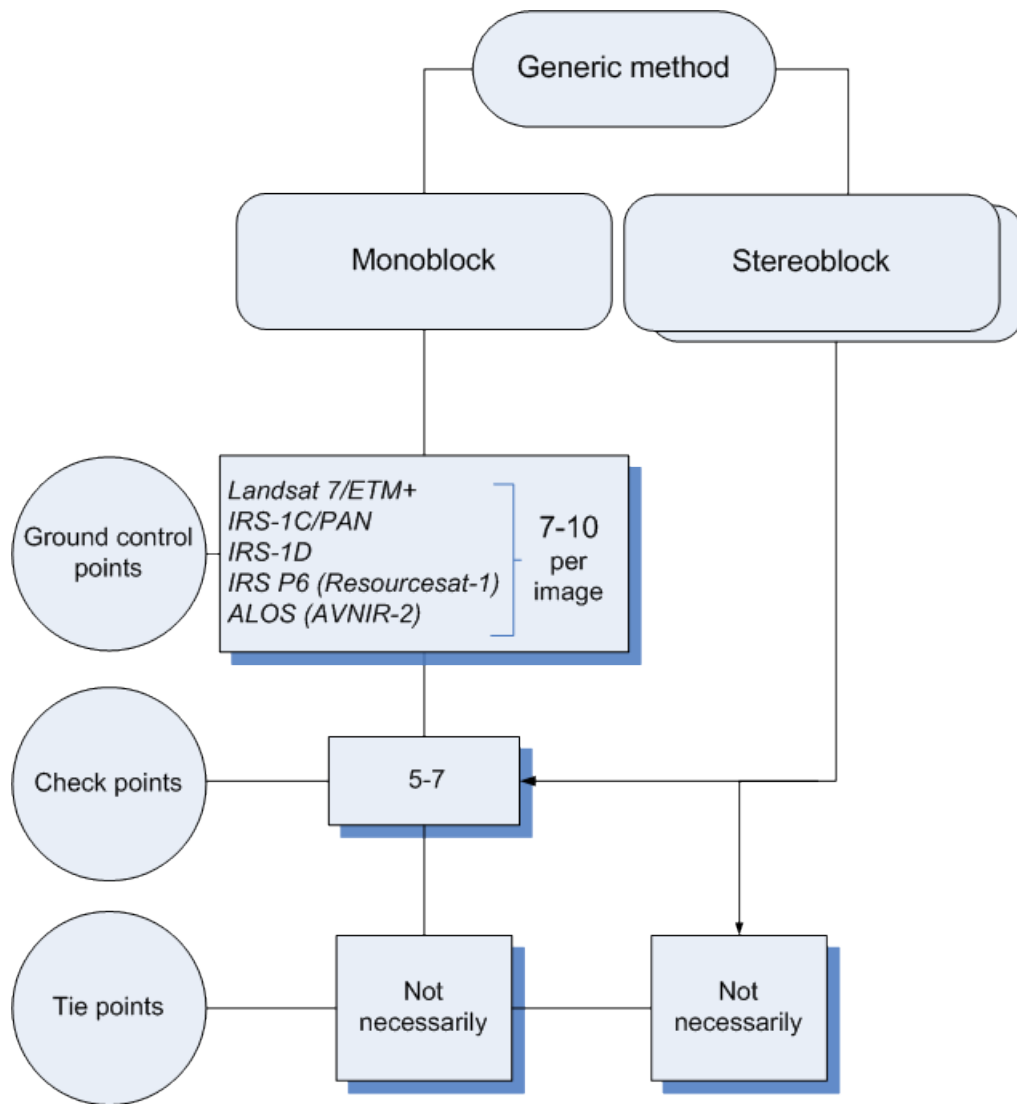 Generic method
Monoblock
Stereoblock
Ground control
points
Landsat 7/ETM+
IRS-1C/PAN
IRS-1D
IRS P6 (Resourcesat-1)
ALOS (AVNIR-2)
7-10
per
image
Check points
5-7
Tie points
Not
necessarily
Not
necessarily